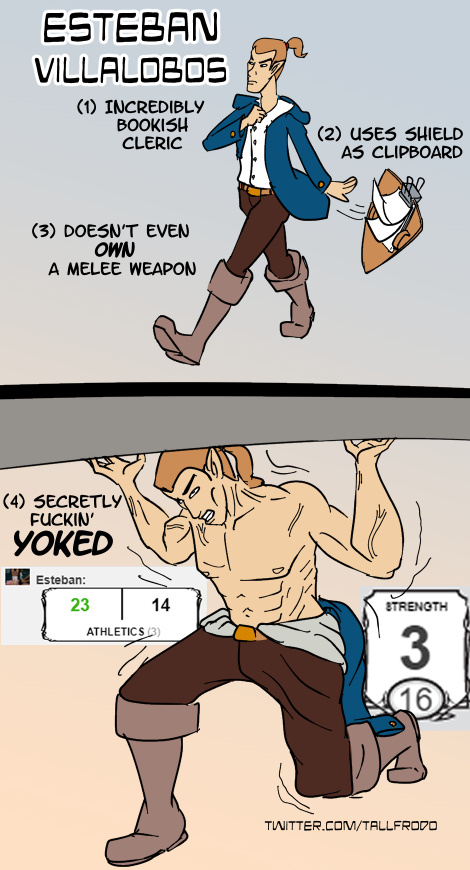 ESTEBAN
VILLALOBOS
(1) INCREDIBLY
BOOKISH
CLERIC
(2) USES SHIELD
AS CLIPBOARD
(3) DOESN'T EVEN
OWN
A MELEE WEAPON
(4) SECRETLY
FUCKIN'
YOKED
Esteban:
23 14
ATHLETICS (3)
STRENGTH
3
16
TWITTER.COM/TALLFRODO